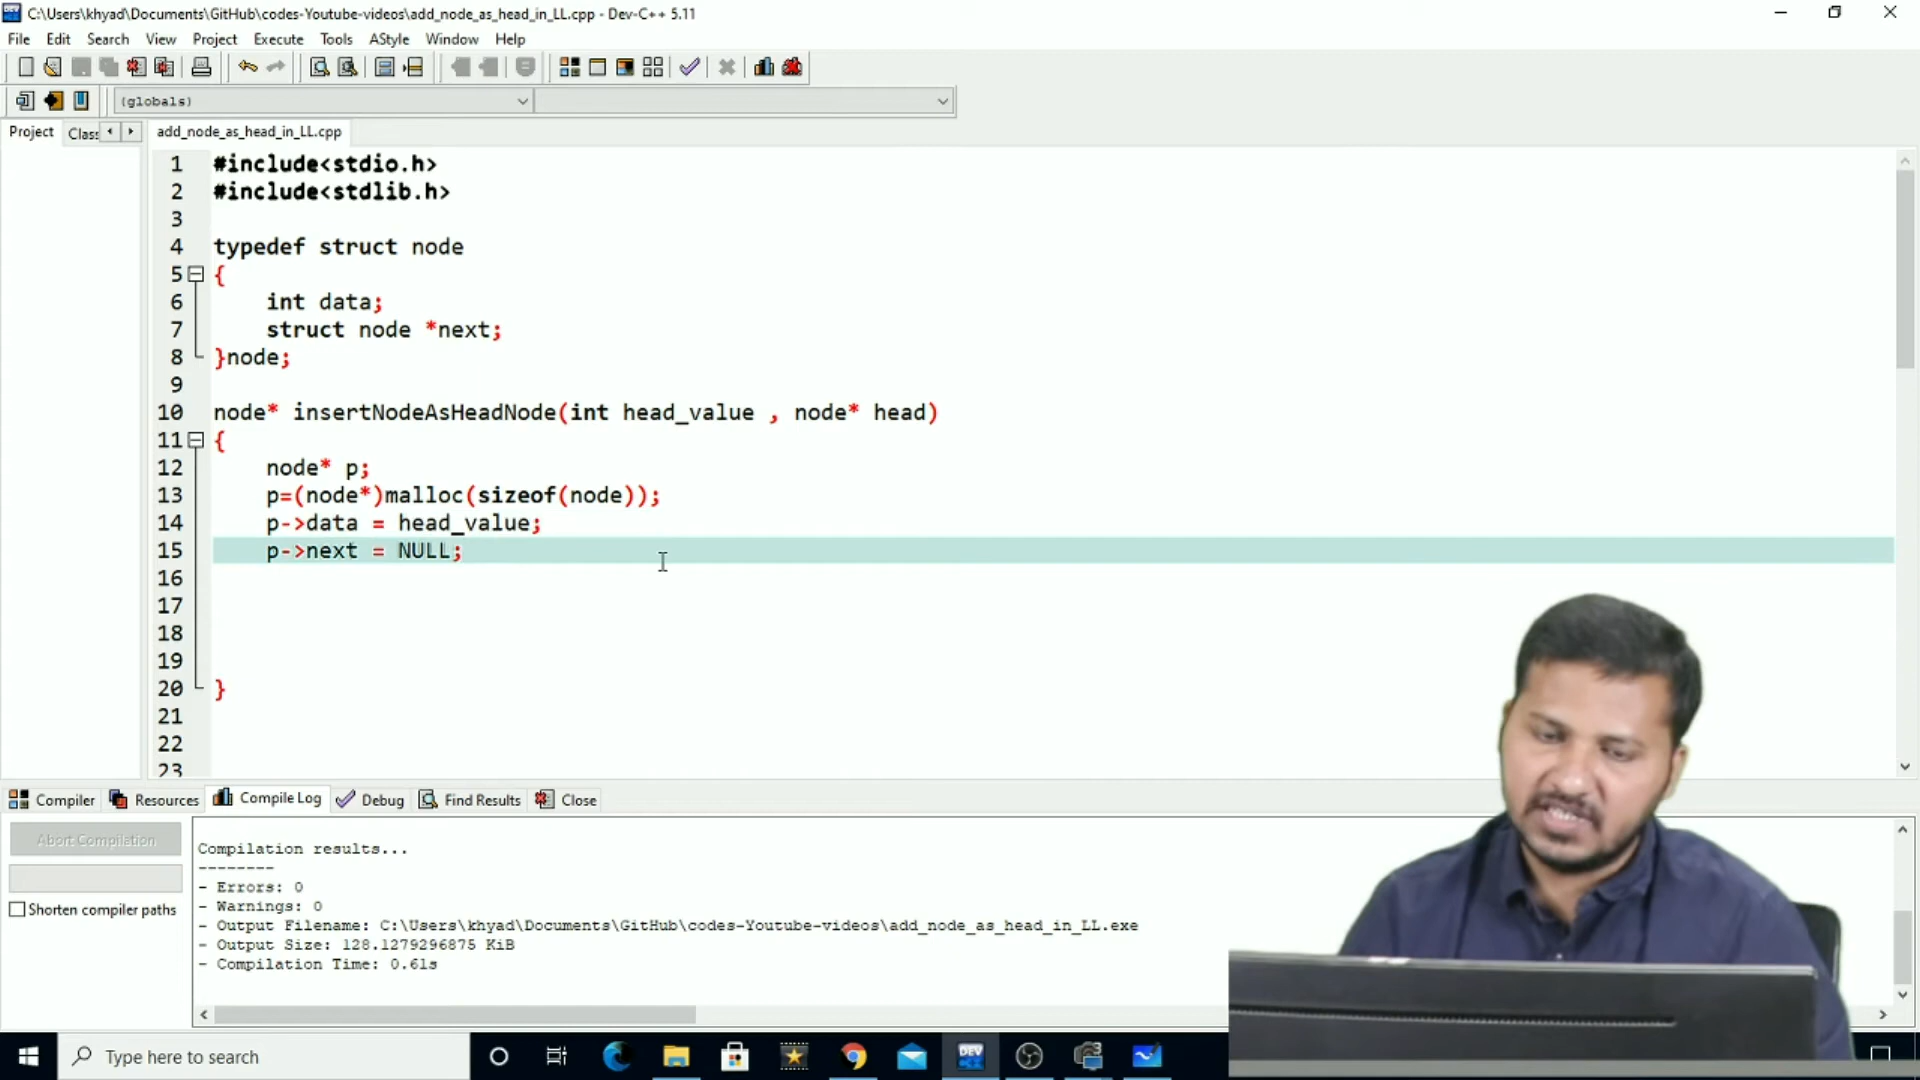 C:\Users\khyad\Documents\GitHub\codes-Youtube-videos\add_node_as_head_in_LL.cpp - Dev-C++ 5.11
File Edit Search View Project Execute Tools AStyle Window Help
(globals)
Project Class add_node_as_head_in_LL.cpp
1 #include<stdio.h>
2 #include<stdlib.h>
3
4 typedef struct node
5 {
6 int data;
7 struct node *next;
8 }node;
9
10 node* insertNodeAsHeadNode(int head_value , node* head)
11 {
12 node* p;
13 p=(node*)malloc(sizeof(node));
14 p->data = head_value;
15 p->next = NULL;
16
17
18
19
20 }
21
22
23
Compiler Resources Compile Log Debug Find Results Close
Abort Compilation
Shorten compiler paths
Compilation results...
--------
- Errors: 0
- Warnings: 0
- Output Filename: C:\Users\khyad\Documents\GitHub\codes-Youtube-videos\add_node_as_head_in_LL.exe
- Output Size: 128.1279296875 KiB
- Compilation Time: 0.61s
Type here to search
DEV